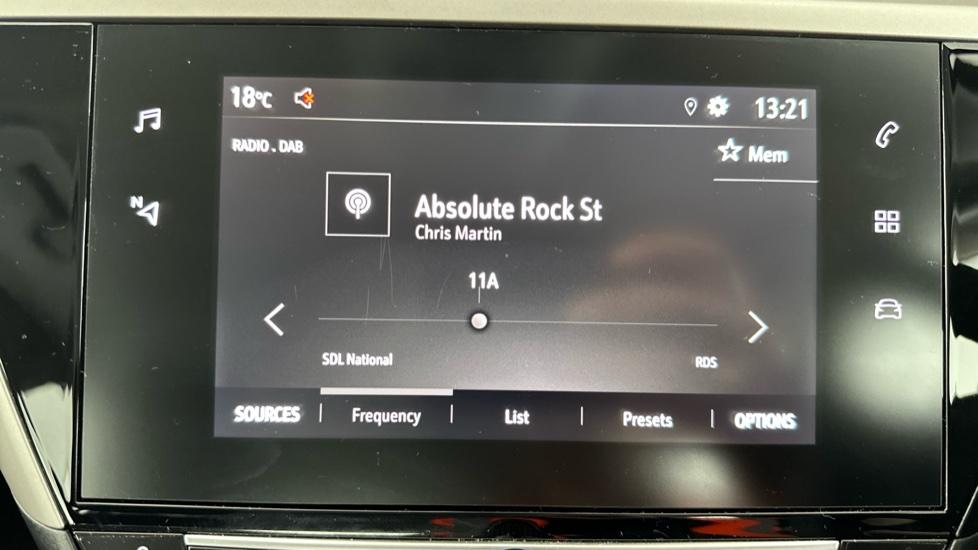 18°C 13:21
RADIO . DAB
Mem
N
Absolute Rock St
Chris Martin
11A
SDL National RDS
SOURCES Frequency List Presets OPTIONS